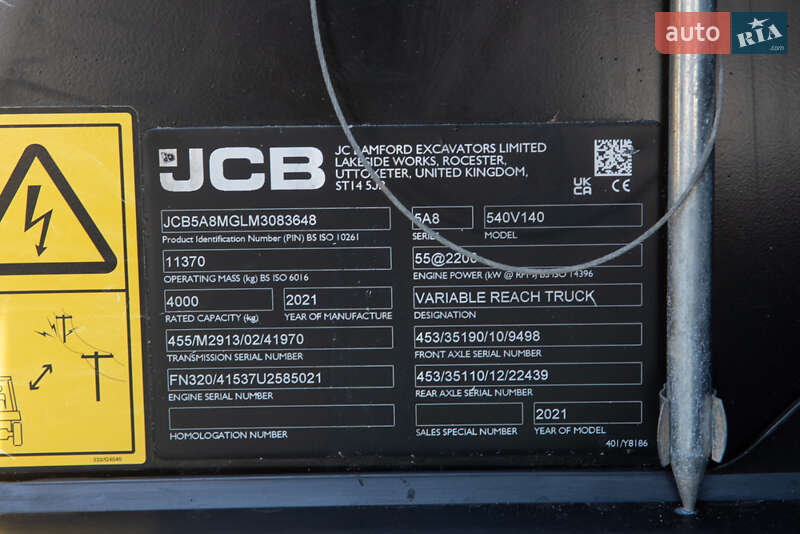 auto RIA .com
JCB
JC BAMFORD EXCAVATORS LIMITED
LAKESIDE WORKS, ROCESTER,
UTTOXETER, UNITED KINGDOM,
ST14 5JP
UK
CA CE
JCB5A8MGLM3083648
Product Identification Number (PIN) BS ISO 10261
5A8 540V140
SERIES MODEL
11370
OPERATING MASS (kg) BS ISO 6016
55@2200
ENGINE POWER (kW @ RPM) BS ISO 14396
4000 2021
RATED CAPACITY (kg) YEAR OF MANUFACTURE
VARIABLE REACH TRUCK
DESIGNATION
455/M2913/02/41970
TRANSMISSION SERIAL NUMBER
453/35190/10/9498
FRONT AXLE SERIAL NUMBER
FN320/41537U2585021
ENGINE SERIAL NUMBER
453/35110/12/22439
REAR AXLE SERIAL NUMBER
HOMOLOGATION NUMBER
2021
SALES SPECIAL NUMBER YEAR OF MODEL
401/Y8186